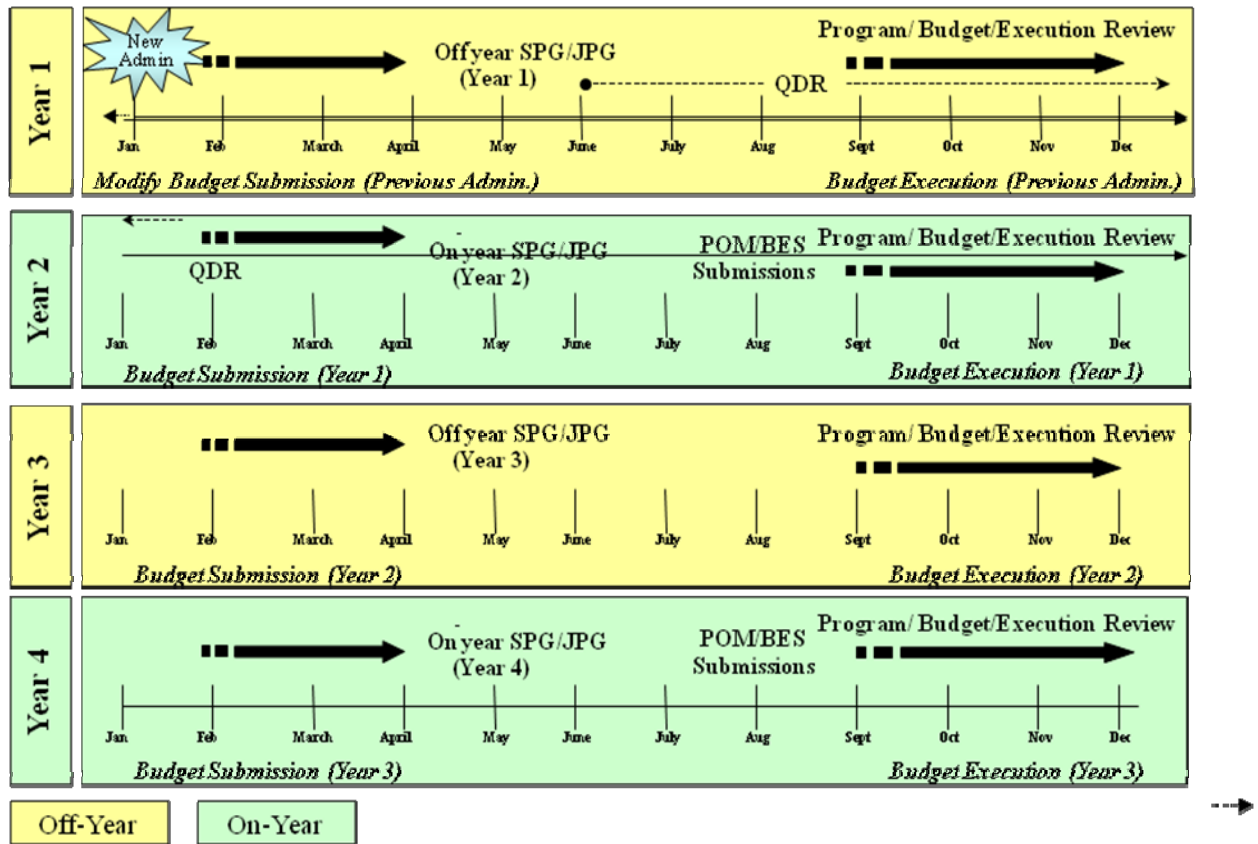 Year 1
New
Admin
Off year SPG/JPG
(Year 1)
Program/ Budget/Execution Review
QDR
Jan Feb March April May June July Aug Sept Oct Nov Dec
Modify Budget Submission (Previous Admin.) Budget Execution (Previous Admin.)
Year 2
QDR
On year SPG/JPG
(Year 2)
POM/BES
Submissions
Program/ Budget/Execution Review
Jan Feb March April May June July Aug Sept Oct Nov Dec
Budget Submission (Year 1) Budget Execution (Year 1)
Year 3
Off year SPG/JPG
(Year 3)
Program/ Budget/Execution Review
Jan Feb March April May June July Aug Sept Oct Nov Dec
Budget Submission (Year 2) Budget Execution (Year 2)
Year 4
On year SPG/JPG
(Year 4)
POM/BES
Submissions
Program/ Budget/Execution Review
Jan Feb March April May June July Aug Sept Oct Nov Dec
Budget Submission (Year 3) Budget Execution (Year 3)
Off-Year On-Year